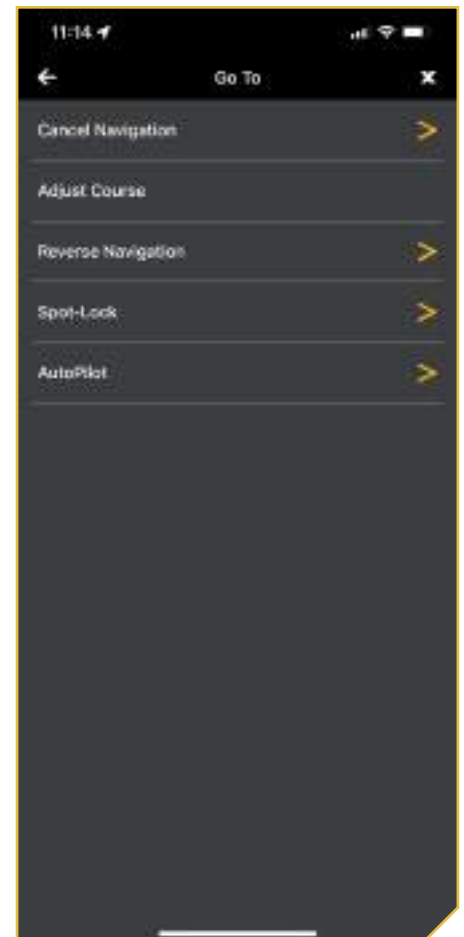 11:14
Go To
Cancel Navigation
Adjust Course
Reverse Navigation
Spot-Lock
AutoPilot